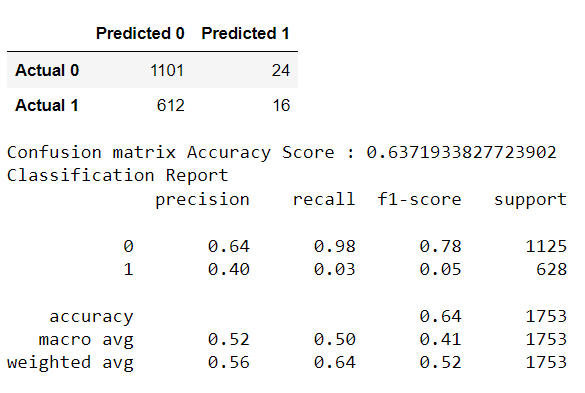 Predicted 0 Predicted 1
Actual 0 1101 24
Actual 1 612 16
Confusion matrix Accuracy Score : 0.6371933827723902
Classification Report
precision recall f1-score support
0 0.64 0.98 0.78 1125
1 0.40 0.03 0.05 628
accuracy 0.64 1753
macro avg 0.52 0.50 0.41 1753
weighted avg 0.56 0.64 0.52 1753